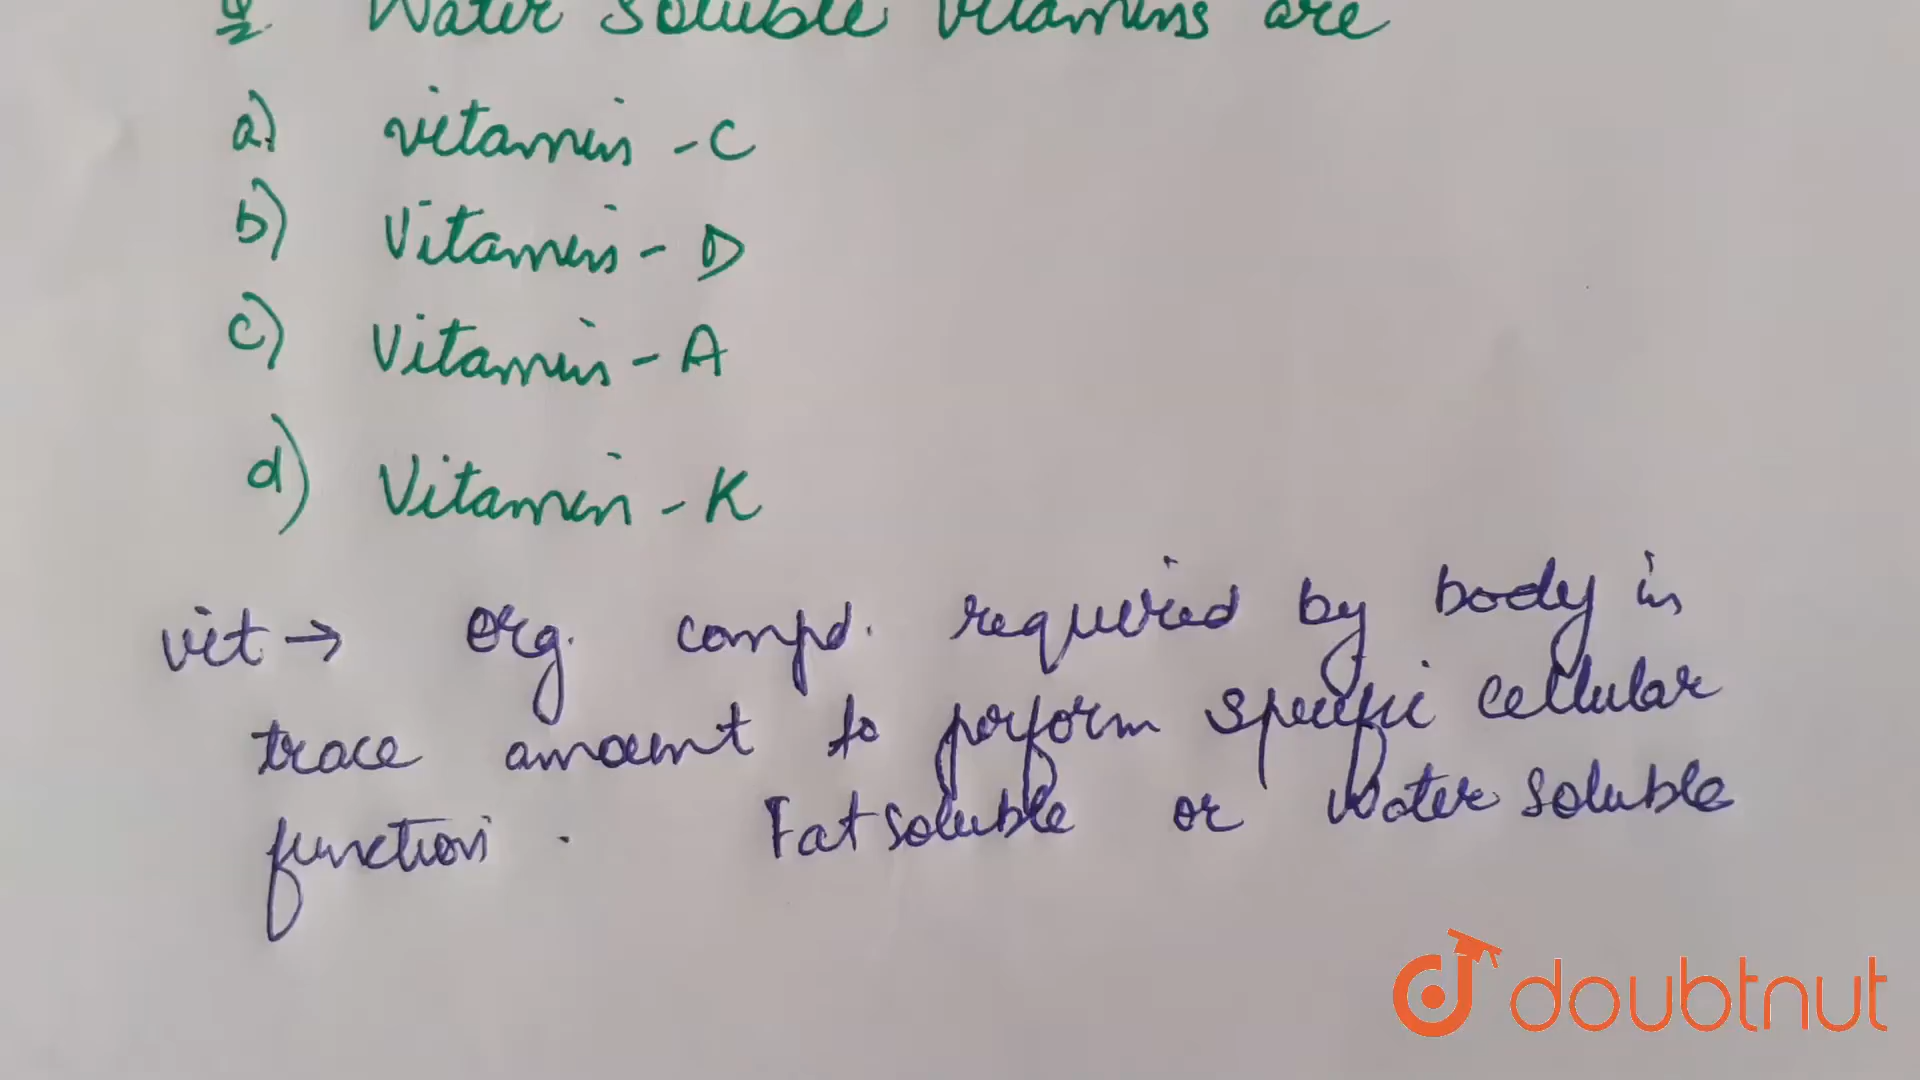 Q Water soluble vitamins are
a) vitamin - C
b) Vitamin - D
c) Vitamin - A
d) Vitamin - K
vit → org. compd. required by body in
trace amount to perform specific cellular
function. Fat soluble or water soluble
doubtnut